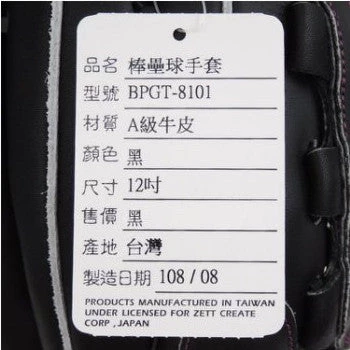 品名 棒壘球手套
型號 BPGT-8101
材質 A級牛皮
顏色 黑
尺寸 12吋
售價 黑
產地 台灣
製造日期 108/08
PRODUCTS MANUFACTURED IN TAIWAN
UNDER LICENSED FOR ZETT CREATE
CORP , JAPAN